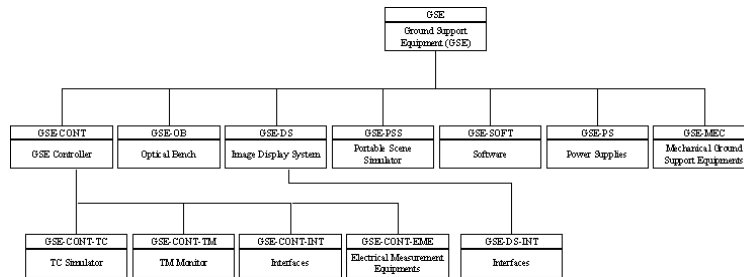 GSE
Ground Support
Equipment (GSE)
GSE-CONT
GSE Controller
GSE-OB
Optical Bench
GSE-DS
Image Display System
GSE-PSS
Portable Scene
Simulator
GSE-SOFT
Software
GSE-PS
Power Supplies
GSE-MEC
Mechanical Ground
Support Equipments
GSE-CONT-TC
TC Simulator
GSE-CONT-TM
TM Monitor
GSE-CONT-INT
Interfaces
GSE-CONT-EME
Electrical Measurement
Equipments
GSE-DS-INT
Interfaces